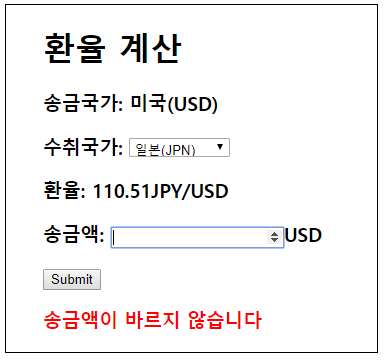 환율 계산
송금국가: 미국(USD)
수취국가: 일본(JPN)
환율: 110.51JPY/USD
송금액: USD
Submit
송금액이 바르지 않습니다